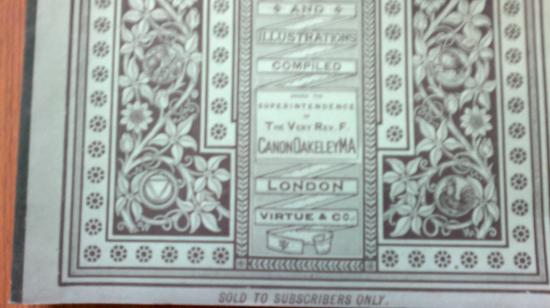 AND
ILLUSTRATIONS
COMPILED
UNDER THE
SUPERINTENDENCE
OF
THE VERY REV. F.
CANON OAKELEY M.A.
LONDON
VIRTUE & CO.
SOLD TO SUBSCRIBERS ONLY.